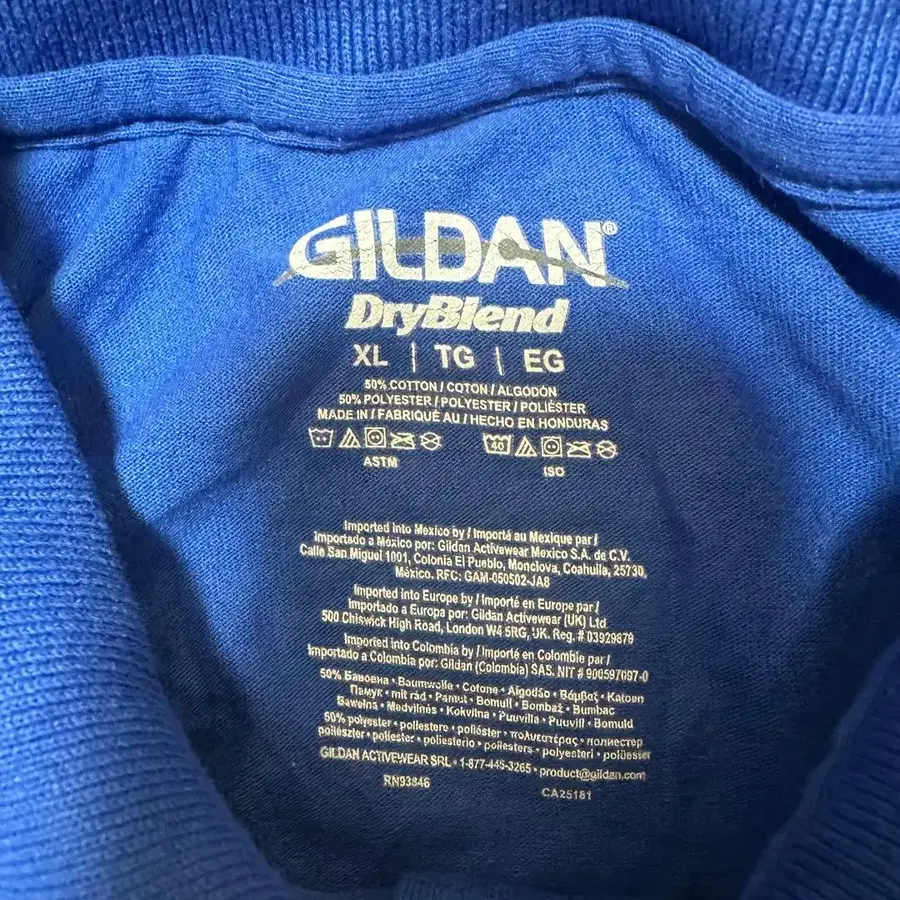 GILDAN®
DryBlend
XL | TG | EG
50% COTTON / COTON / ALGODÓN
50% POLYESTER / POLYESTER / POLIÉSTER
MADE IN / FABRIQUÉ AU / HECHO EN HONDURAS
40
ASTM
ISO
Imported into Mexico by / Importé au Mexique par /
Importado a México por: Gildan Activewear Mexico S.A. de C.V.
Calle San Miguel 1001, Colonia El Pueblo, Monclova, Coahuila, 25730,
México. RFC: GAM-050502-JA8
Imported into Europe by / Importé en Europe par /
Importado a Europa por: Gildan Activewear (UK) Ltd
500 Chiswick High Road, London W4 5RG, UK. Reg. # 03929879
Imported into Colombia by / Importé en Colombie par /
Importado a Colombia por: Gildan (Colombia) SAS. NIT # 900597097-0
50% Бавовна • Baumwolle • Cotone • Algodão • Βάμβαξ • Katoen
Памук • mit råd • Pamut • Bomull • Bombaž • Bumbac
Bawełna • Medvilnės • Kokvilna • Puuvilla • Puuvill • Bomuld
50% polyester • poliestere • poliéster • πολυεστέρας • полиестер
poliészter • poliester • poliesterio • poliesters • polyesteri • polüester
GILDAN ACTIVEWEAR SRL • 1-877-445-3265 • product@gildan.com
RN93846
CA25181